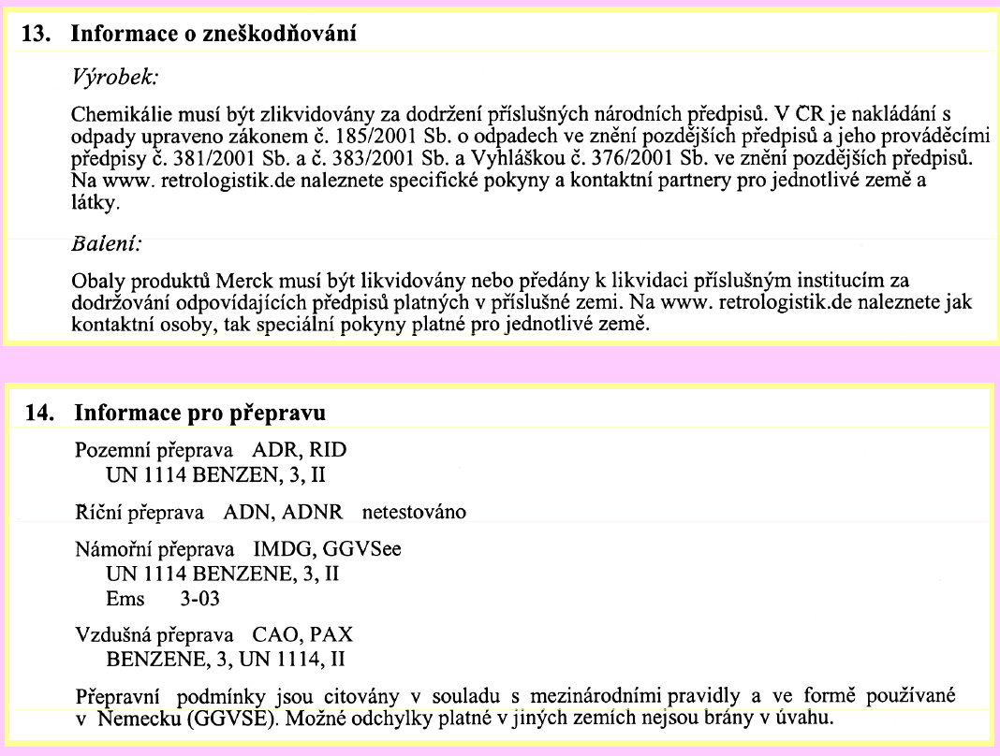 13. Informace o zneškodňování
Výrobek:
Chemikálie musí být zlikvidovány za dodržení příslušných národních předpisů. V ČR je nakládání s
odpady upraveno zákonem č. 185/2001 Sb. o odpadech ve znění pozdějších předpisů a jeho prováděcími
předpisy č. 381/2001 Sb. a č. 383/2001 Sb. a Vyhláškou č. 376/2001 Sb. ve znění pozdějších předpisů.
Na www. retrologistik.de naleznete specifické pokyny a kontaktní partnery pro jednotlivé země a
látky.
Balení:
Obaly produktů Merck musí být likvidovány nebo předány k likvidaci příslušným institucím za
dodržování odpovídajících předpisů platných v příslušné zemi. Na www. retrologistik.de naleznete jak
kontaktní osoby, tak speciální pokyny platné pro jednotlivé země.
14. Informace pro přepravu
Pozemní přeprava ADR, RID
UN 1114 BENZEN, 3, II
Říční přeprava ADN, ADNR netestováno
Námořní přeprava IMDG, GGVSee
UN 1114 BENZENE, 3, II
Ems 3-03
Vzdušná přeprava CAO, PAX
BENZENE, 3, UN 1114, II
Přepravní podmínky jsou citovány v souladu s mezinárodními pravidly a ve formě používané
v Německu (GGVSE). Možné odchylky platné v jiných zemích nejsou brány v úvahu.